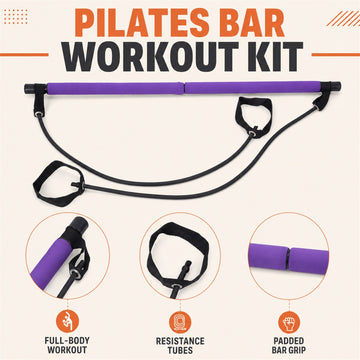 PILATES BAR
WORKOUT KIT
FULL-BODY
WORKOUT
RESISTANCE
TUBES
PADDED
BAR GRIP